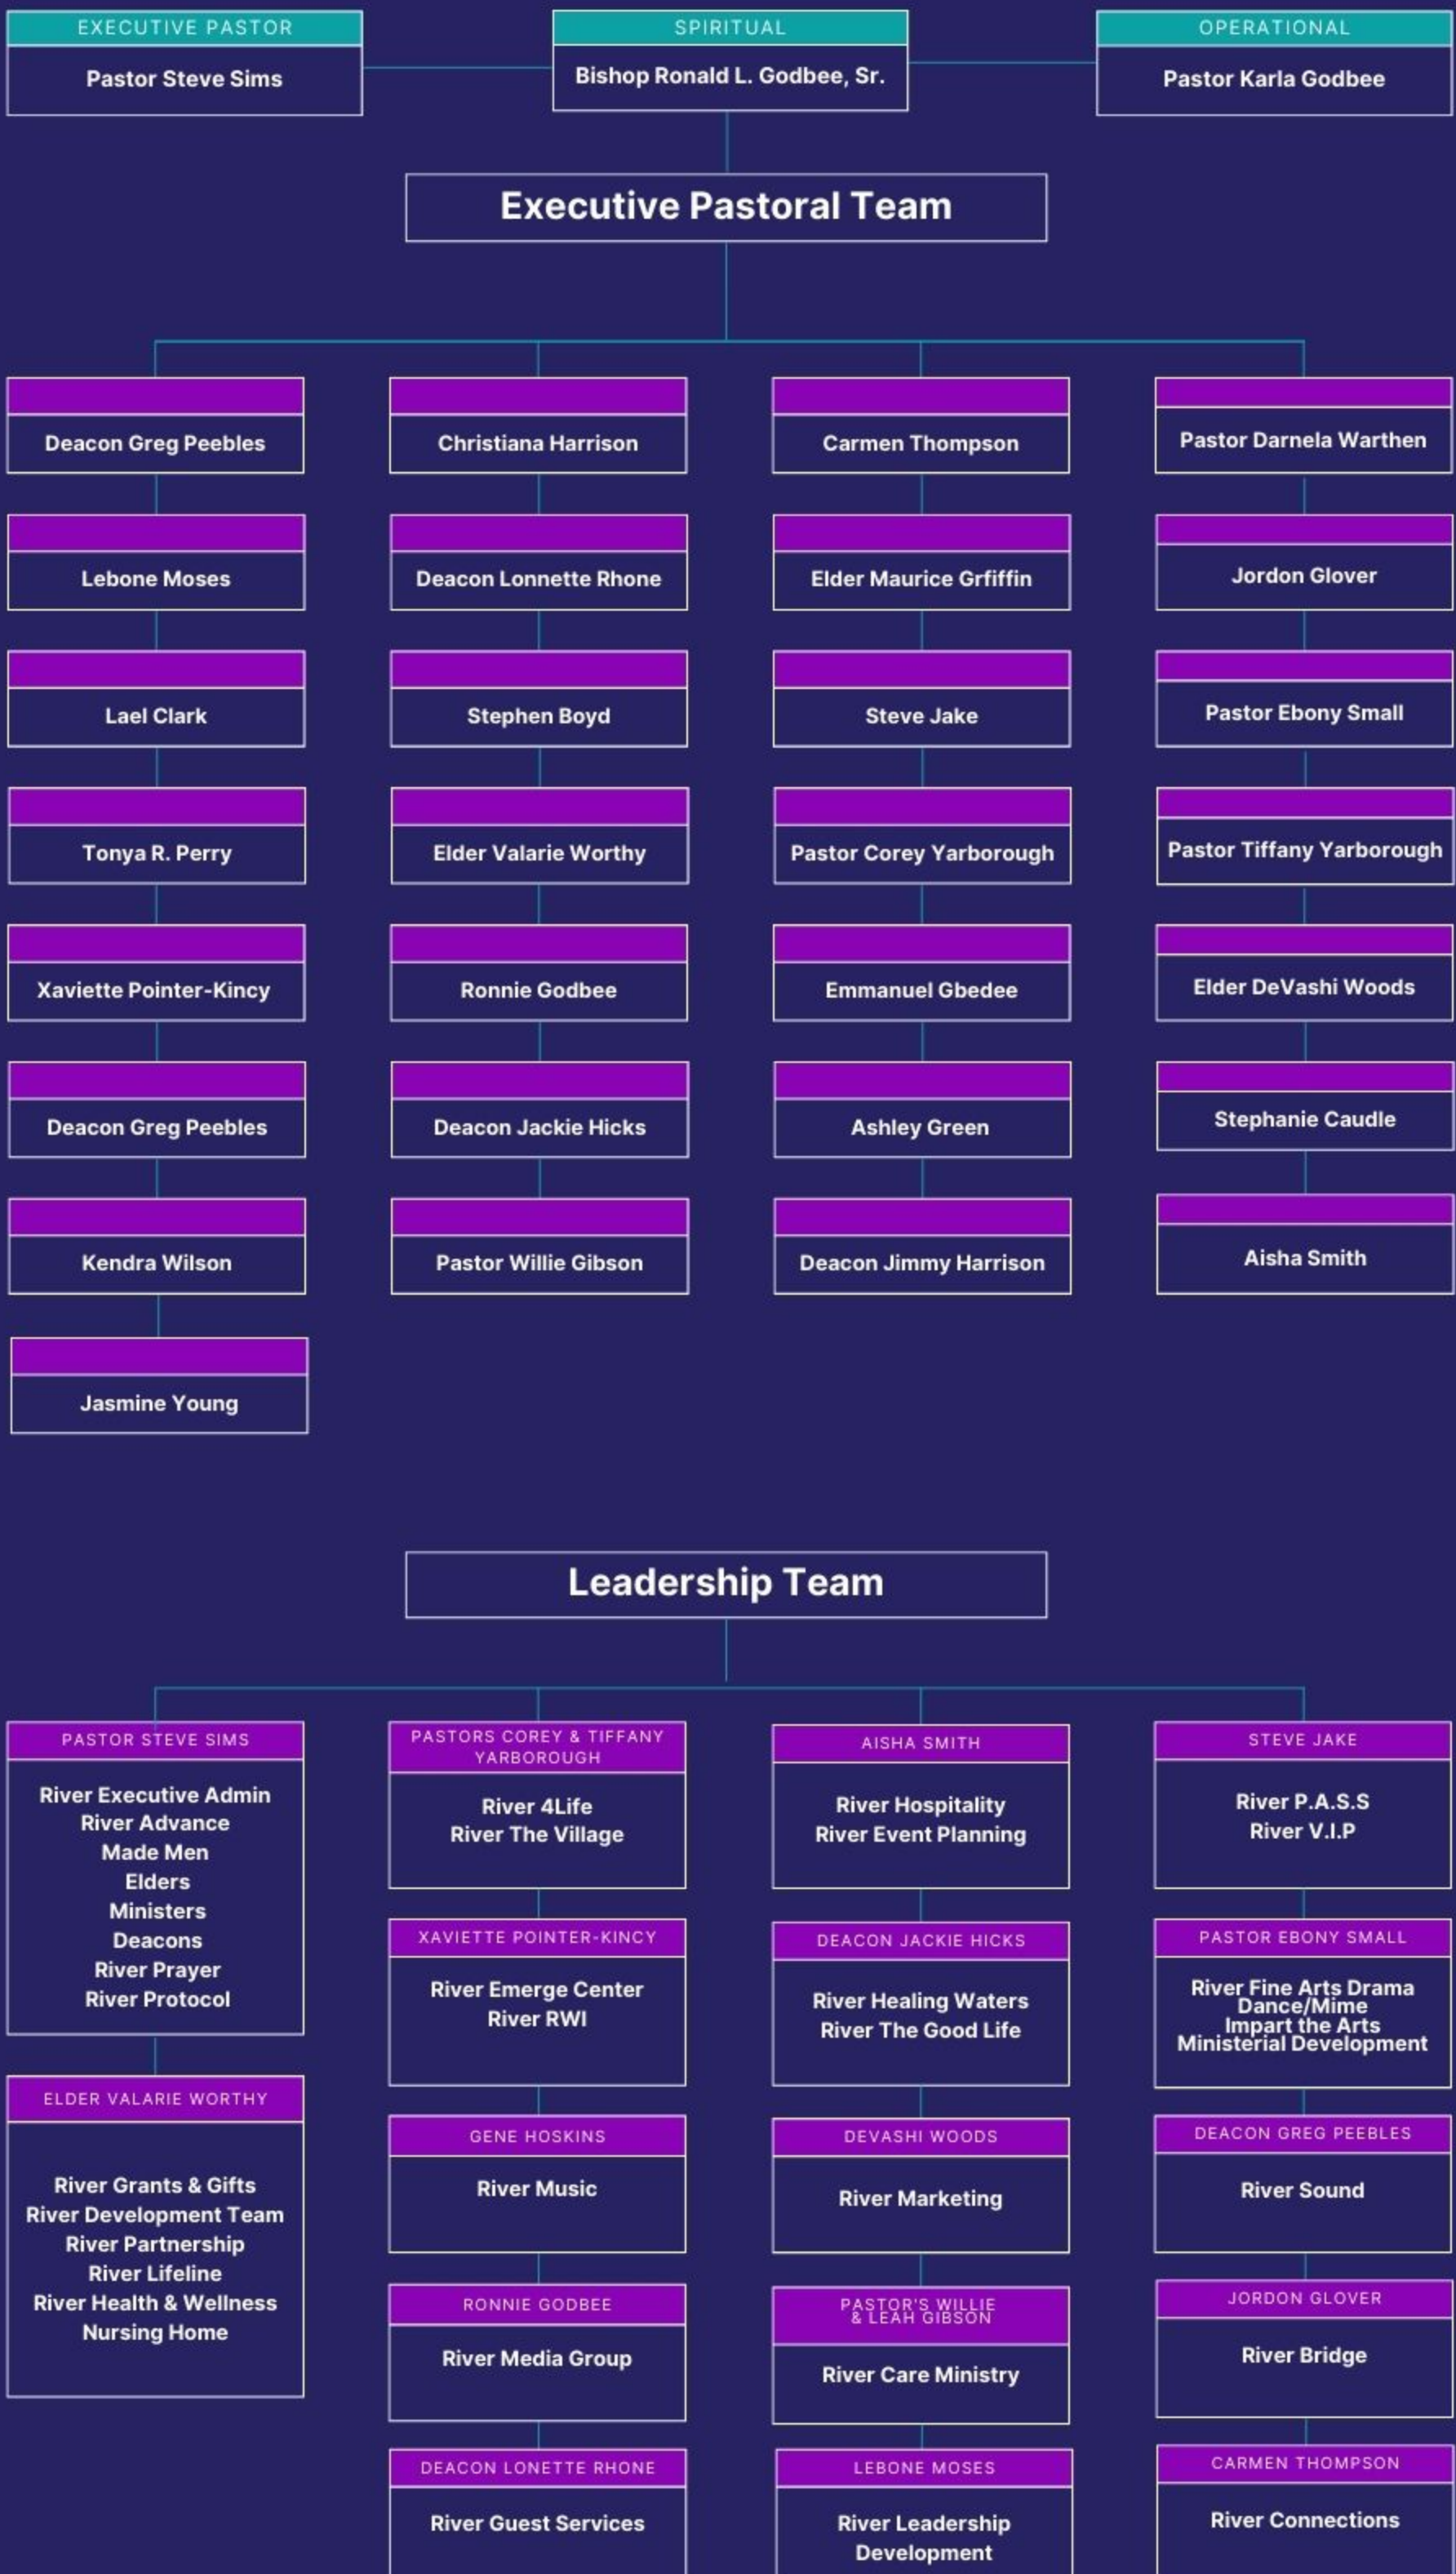 EXECUTIVE PASTOR
Pastor Steve Sims
SPIRITUAL
Bishop Ronald L. Godbee, Sr.
OPERATIONAL
Pastor Karla Godbee
Executive Pastoral Team
Deacon Greg Peebles
Lebone Moses
Lael Clark
Tonya R. Perry
Xaviette Pointer-Kincy
Deacon Greg Peebles
Kendra Wilson
Jasmine Young
Christiana Harrison
Deacon Lonnette Rhone
Stephen Boyd
Elder Valarie Worthy
Ronnie Godbee
Deacon Jackie Hicks
Pastor Willie Gibson
Carmen Thompson
Elder Maurice Grfiffin
Steve Jake
Pastor Corey Yarborough
Emmanuel Gbedee
Ashley Green
Deacon Jimmy Harrison
Pastor Darnela Warthen
Jordon Glover
Pastor Ebony Small
Pastor Tiffany Yarborough
Elder DeVashi Woods
Stephanie Caudle
Aisha Smith
Leadership Team
PASTOR STEVE SIMS
River Executive Admin
River Advance
Made Men
Elders
Ministers
Deacons
River Prayer
River Protocol
ELDER VALARIE WORTHY
River Grants & Gifts
River Development Team
River Partnership
River Lifeline
River Health & Wellness
Nursing Home
PASTORS COREY & TIFFANY
YARBOROUGH
River 4Life
River The Village
XAVIETTE POINTER-KINCY
River Emerge Center
River RWI
GENE HOSKINS
River Music
RONNIE GODBEE
River Media Group
DEACON LONETTE RHONE
River Guest Services
AISHA SMITH
River Hospitality
River Event Planning
DEACON JACKIE HICKS
River Healing Waters
River The Good Life
DEVASHI WOODS
River Marketing
PASTOR'S WILLIE
& LEAH GIBSON
River Care Ministry
LEBONE MOSES
River Leadership
Development
STEVE JAKE
River P.A.S.S
River V.I.P
PASTOR EBONY SMALL
River Fine Arts Drama
Dance/Mime
Impart the Arts
Ministerial Development
DEACON GREG PEEBLES
River Sound
JORDON GLOVER
River Bridge
CARMEN THOMPSON
River Connections